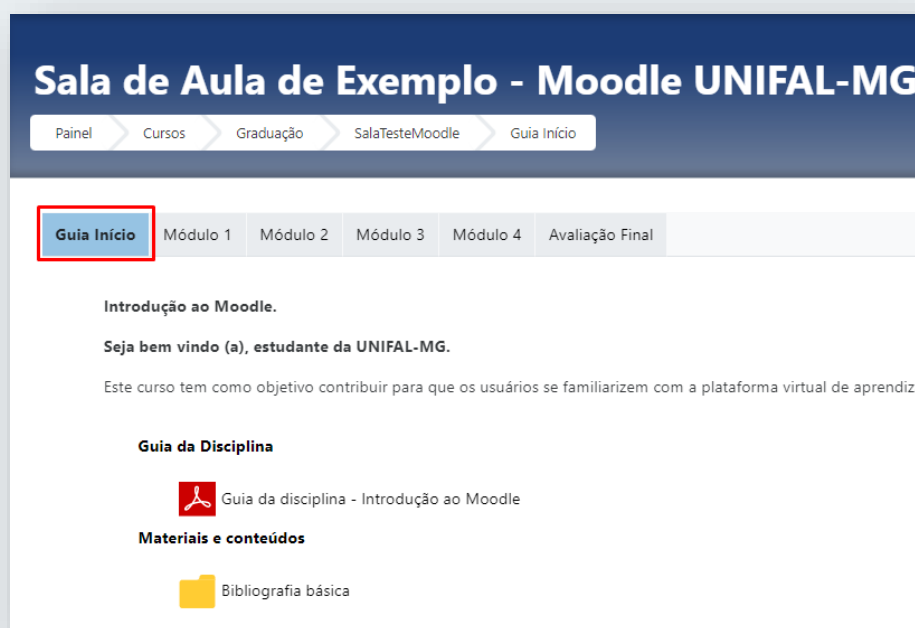 Sala de Aula de Exemplo - Moodle UNIFAL-MG
Painel Cursos Graduação SalaTesteMoodle Guia Início
Guia Início Módulo 1 Módulo 2 Módulo 3 Módulo 4 Avaliação Final
Introdução ao Moodle.
Seja bem vindo (a), estudante da UNIFAL-MG.
Este curso tem como objetivo contribuir para que os usuários se familiarizem com a plataforma virtual de aprendiz
Guia da Disciplina
Guia da disciplina - Introdução ao Moodle
Materiais e conteúdos
Bibliografia básica